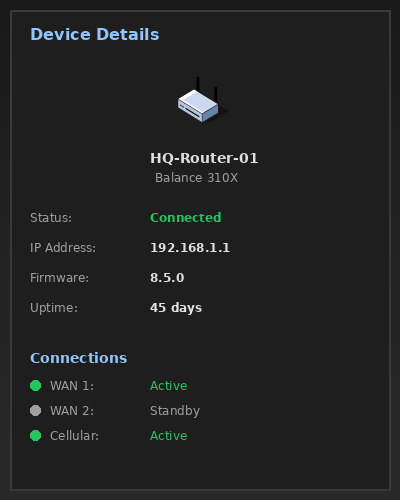 Device Details
HQ-Router-01
Balance 310X
Status: Connected
IP Address: 192.168.1.1
Firmware: 8.5.0
Uptime: 45 days
Connections
WAN 1: Active
WAN 2: Standby
Cellular: Active